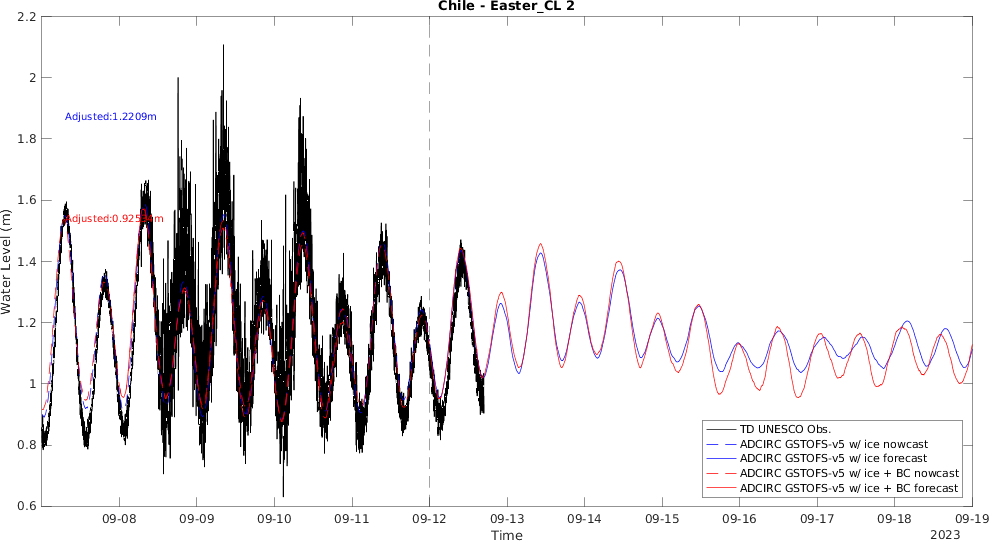 Chile - Easter_CL 2
2.2
2
1.8
1.6
1.4
1.2
1
0.8
0.6
Water Level (m)
Adjusted:1.2209m
TD UNESCO Obs.
ADCIRC GSTOFS-v5 w/ ice nowcast
ADCIRC GSTOFS-v5 w/ ice forecast
ADCIRC GSTOFS-v5 w/ ice + BC nowcast
ADCIRC GSTOFS-v5 w/ ice + BC forecast
09-08
09-09
09-10
09-11
09-12
09-13
09-14
09-15
09-16
09-17
09-18
09-19
Time
2023